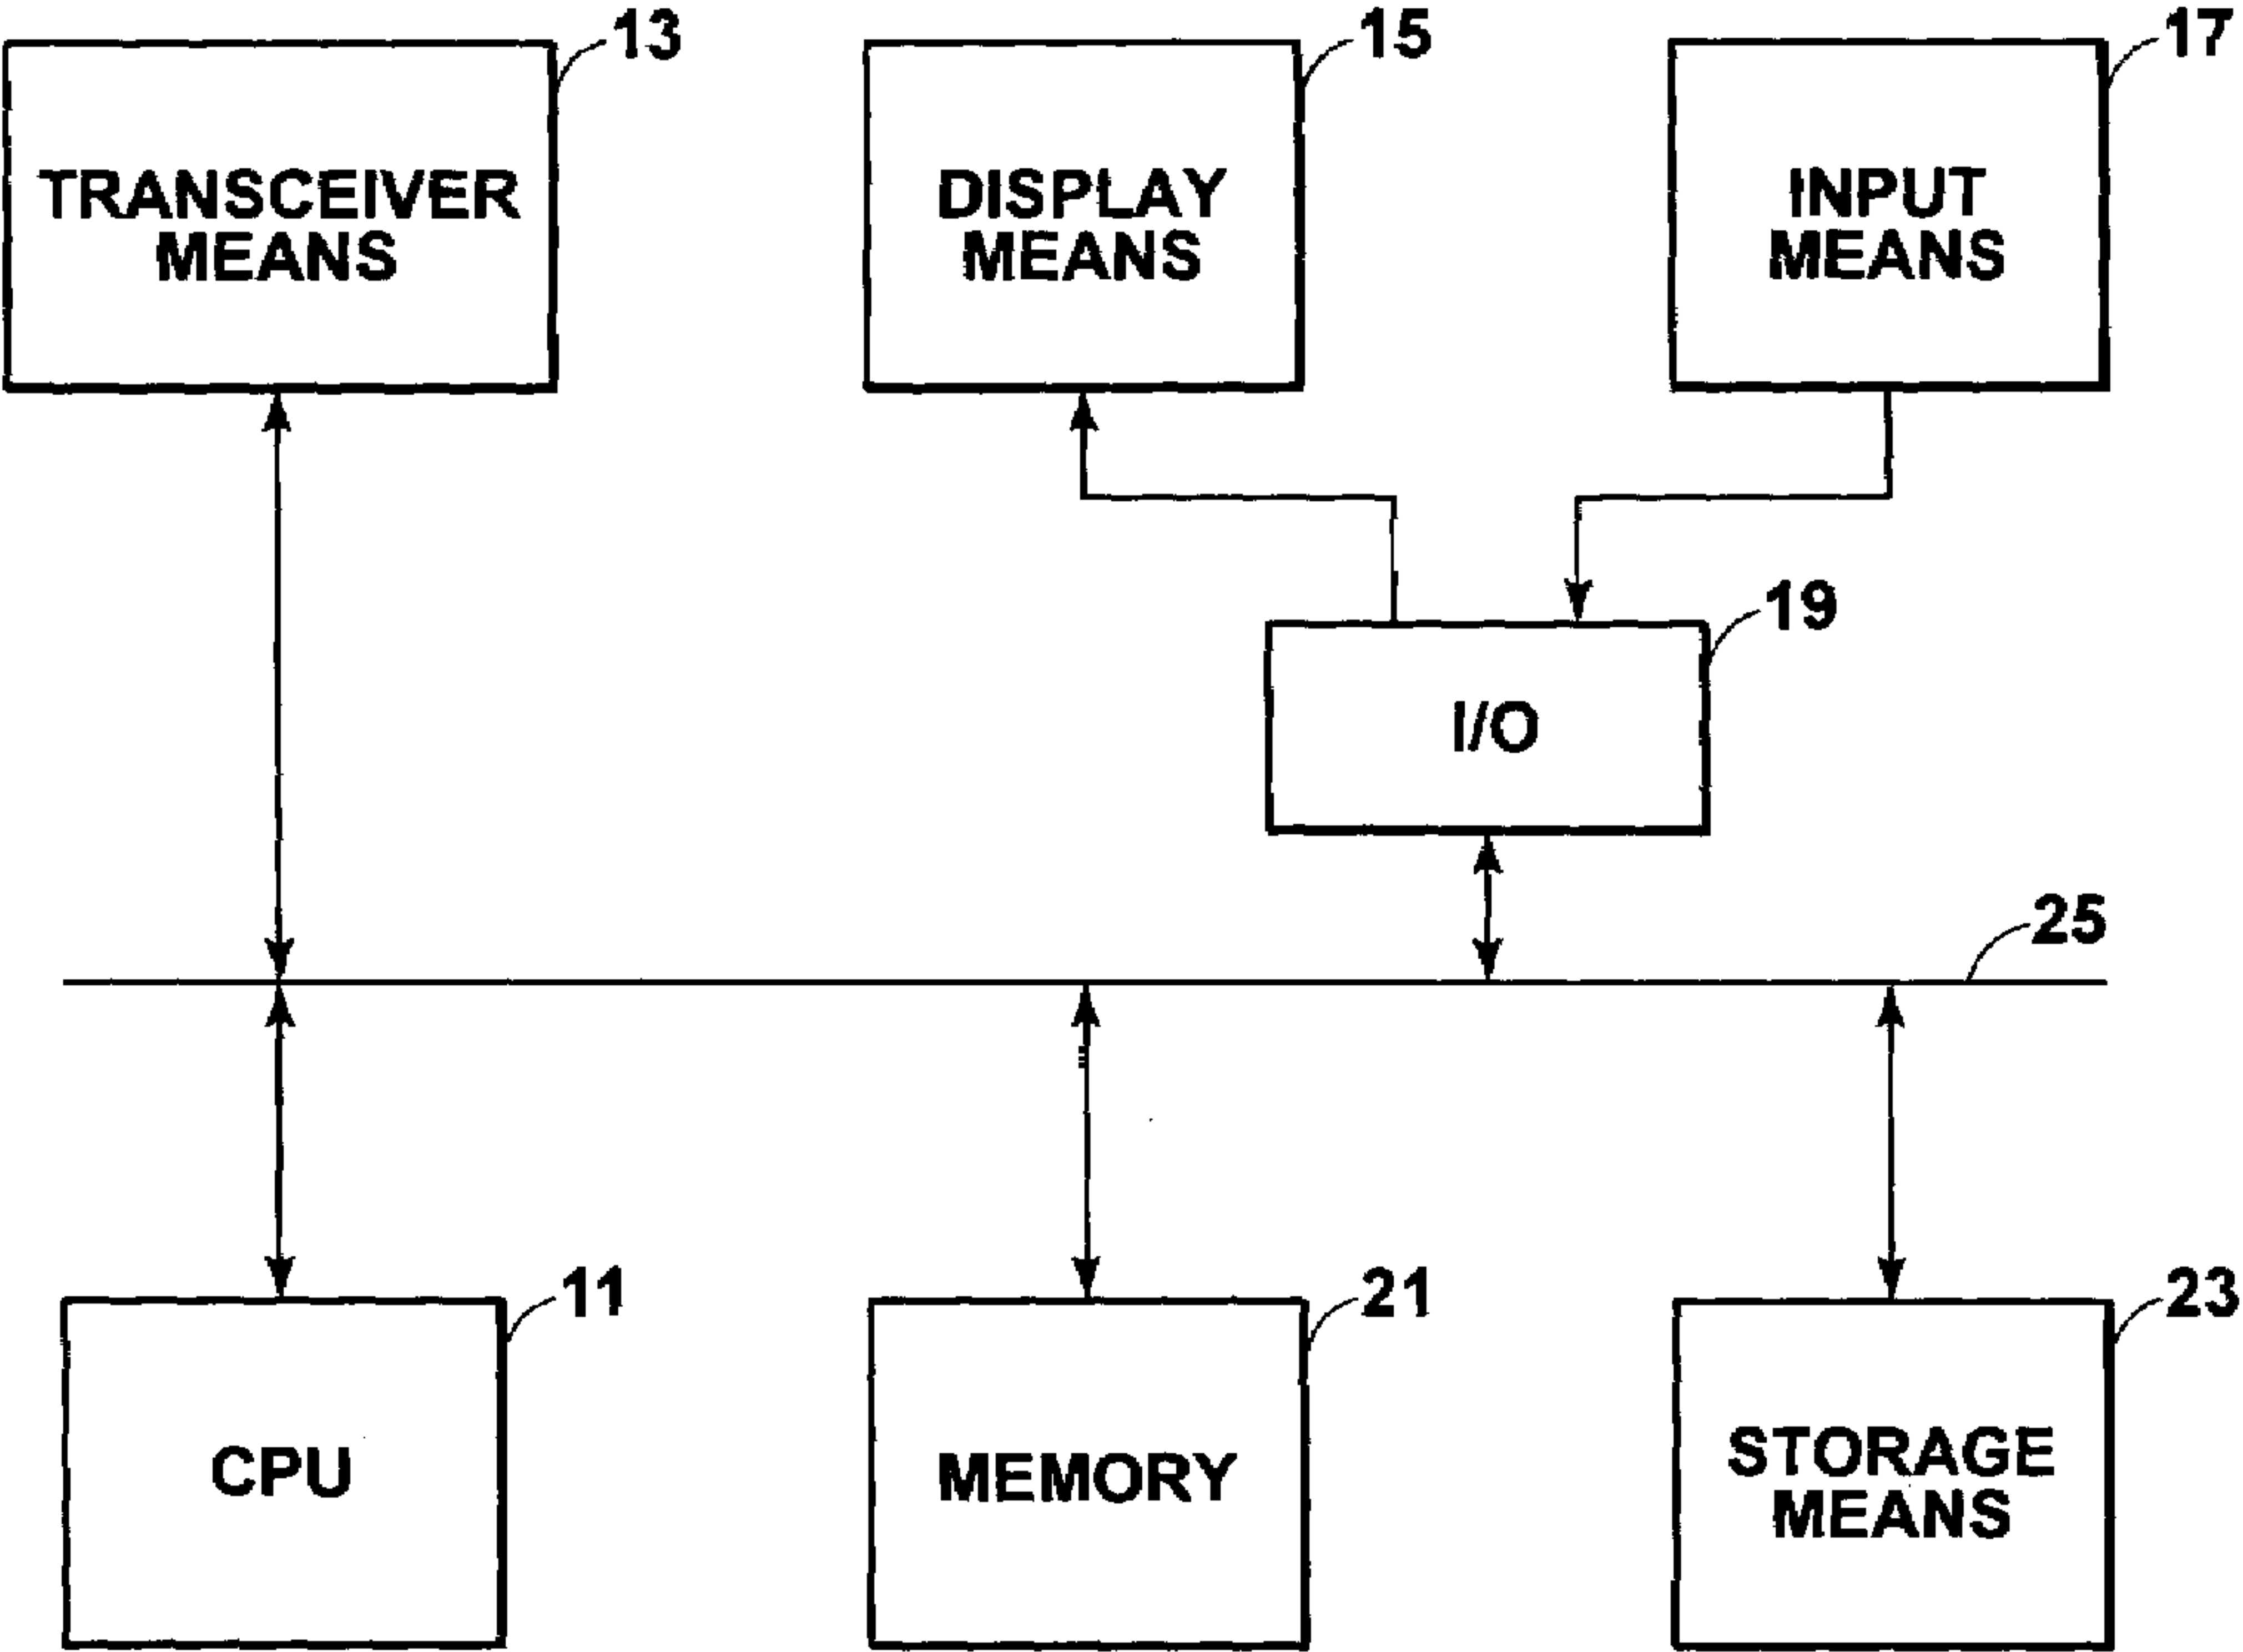 13
15
17
TRANSCEIVER
MEANS
DISPLAY
MEANS
INPUT
MEANS
19
I/O
25
11
21
23
CPU
MEMORY
STORAGE
MEANS